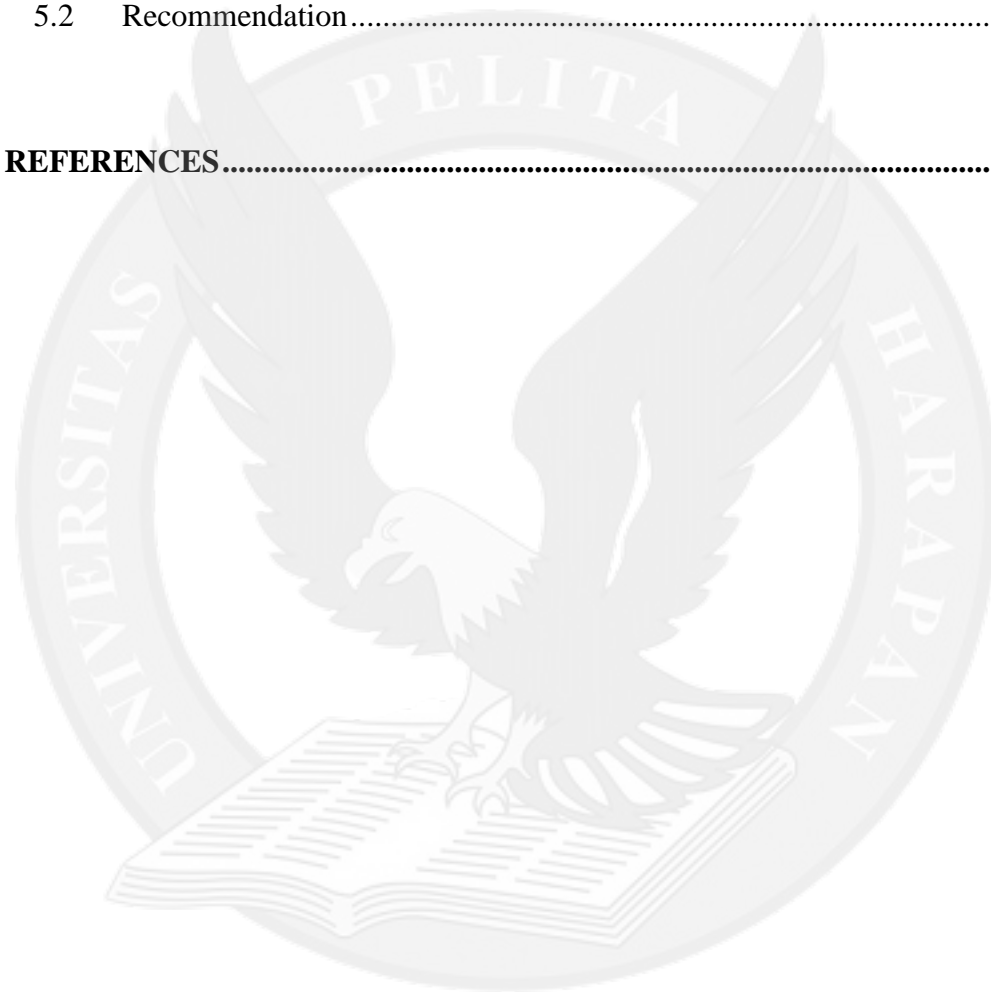 5.2 Recommendation........................................................................................
PELITA
REFERENCES................................................................................................
UNIVERSITAS
HARAPAN